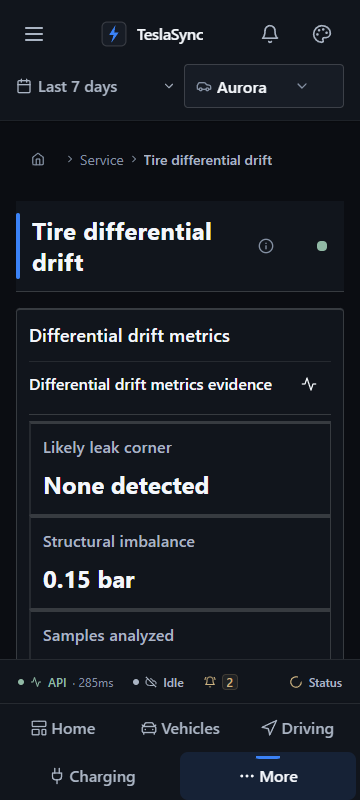 TeslaSync
Last 7 days
Aurora
Service
Tire differential drift
Tire differential
drift
Differential drift metrics
Differential drift metrics evidence
Likely leak corner
None detected
Structural imbalance
0.15 bar
Samples analyzed
API · 285ms
Idle
2
Status
Home
Vehicles
Driving
Charging
More